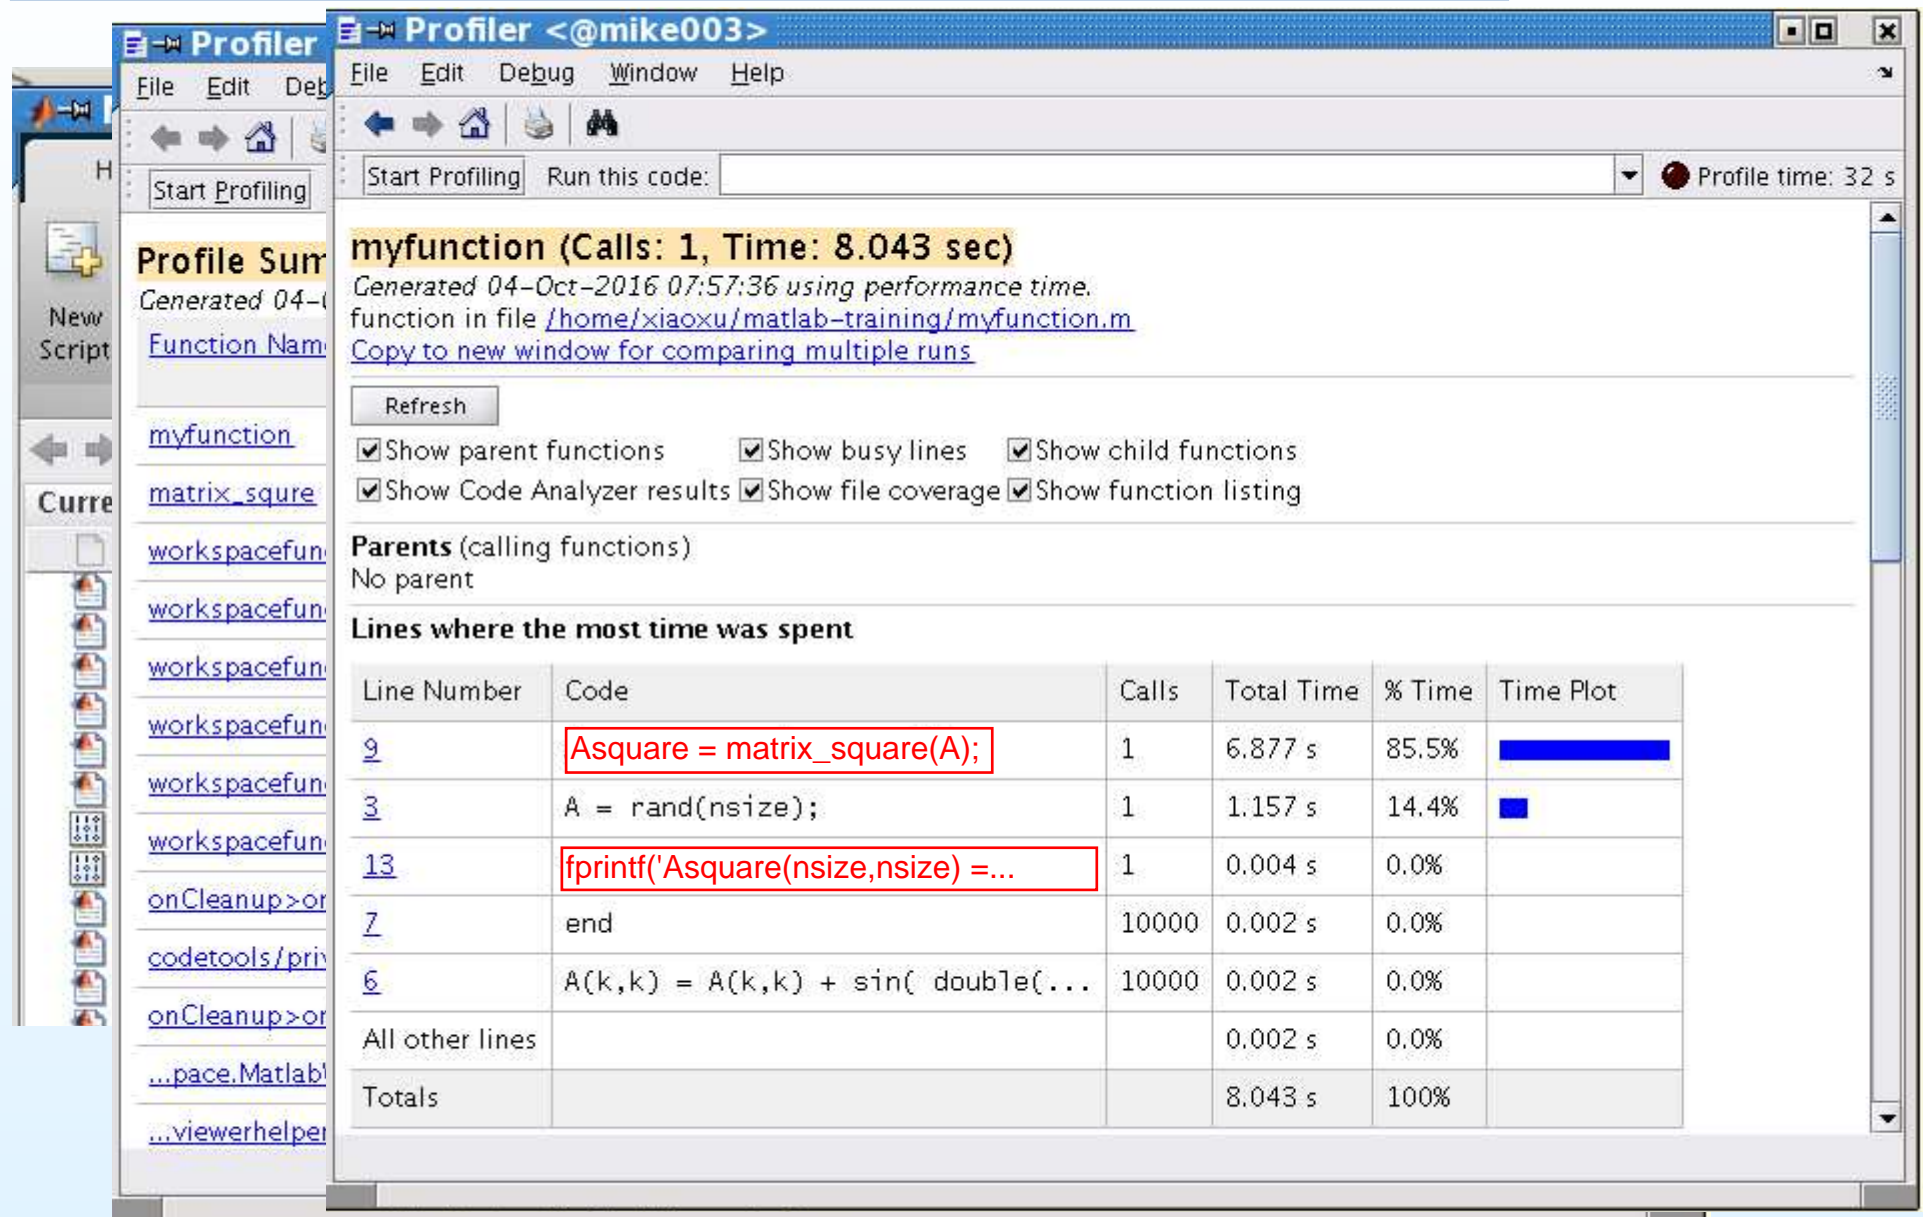 Profiler
File Edit Deb
Start Profiling
Profile Sum
Generated 04-
Function Nam
myfunction
matrix_squre
workspacefun
workspacefun
workspacefun
workspacefun
workspacefun
workspacefun
onCleanup>or
codetools/priv
onCleanup>or
...pace.Matlab
...viewerhelper
H
New
Script
Curre
Profiler <@mike003>
File Edit Debug Window Help
Start Profiling Run this code: Profile time: 32 s
myfunction (Calls: 1, Time: 8.043 sec)
Generated 04-Oct-2016 07:57:36 using performance time.
function in file /home/xiaoxu/matlab-training/myfunction.m
Copy to new window for comparing multiple runs
Refresh
Show parent functions Show busy lines Show child functions
Show Code Analyzer results Show file coverage Show function listing
Parents (calling functions)
No parent
Lines where the most time was spent
Line Number Code Calls Total Time % Time Time Plot
9 Asquare = matrix_square(A); 1 6.877 s 85.5%
3 A = rand(nsize); 1 1.157 s 14.4%
13 fprintf('Asquare(nsize,nsize) =... 1 0.004 s 0.0%
7 end 10000 0.002 s 0.0%
6 A(k,k) = A(k,k) + sin( double(... 10000 0.002 s 0.0%
All other lines 0.002 s 0.0%
Totals 8.043 s 100%